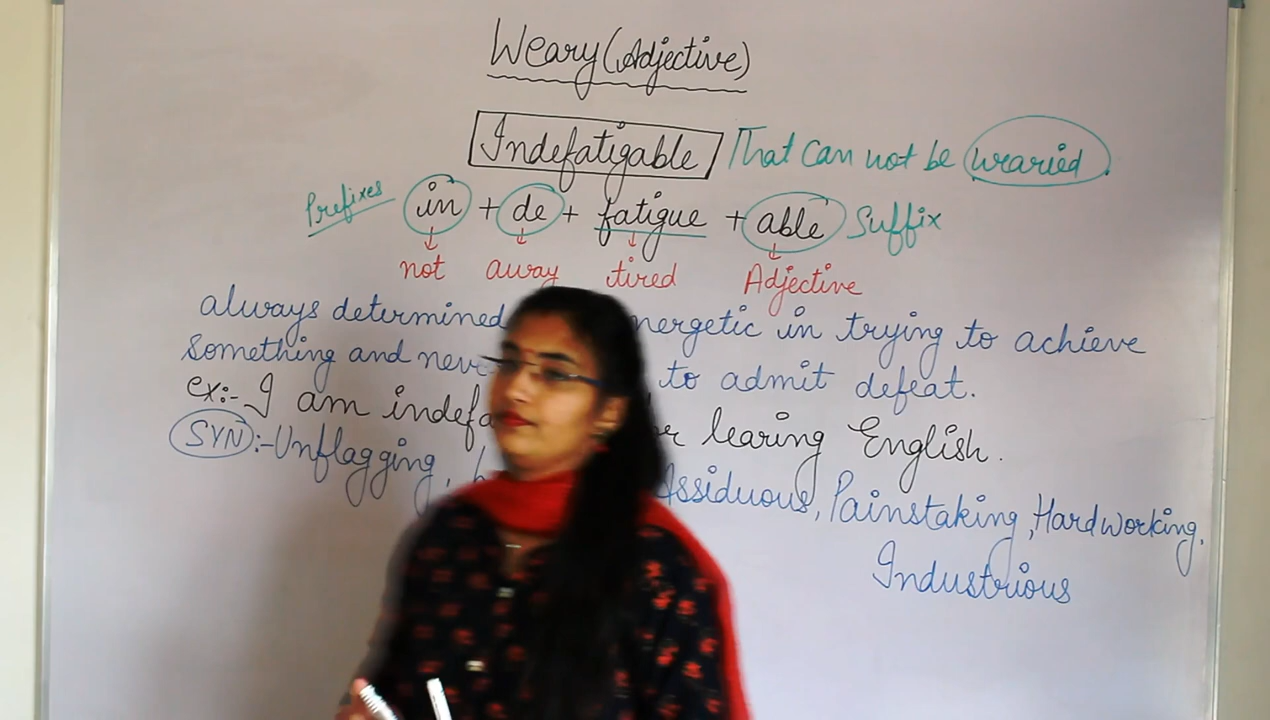 Weary (Adjective)
Indefatigable That can not be wearied
Prefixes in + de + fatigue + able Suffix
not away tired Adjective
always determined nergetic in trying to achieve
Something and nev to admit defeat.
ex:- I am indefa or learing English.
SYN :- Unflagging, Assiduous, Painstaking, Hardworking,
Industrious